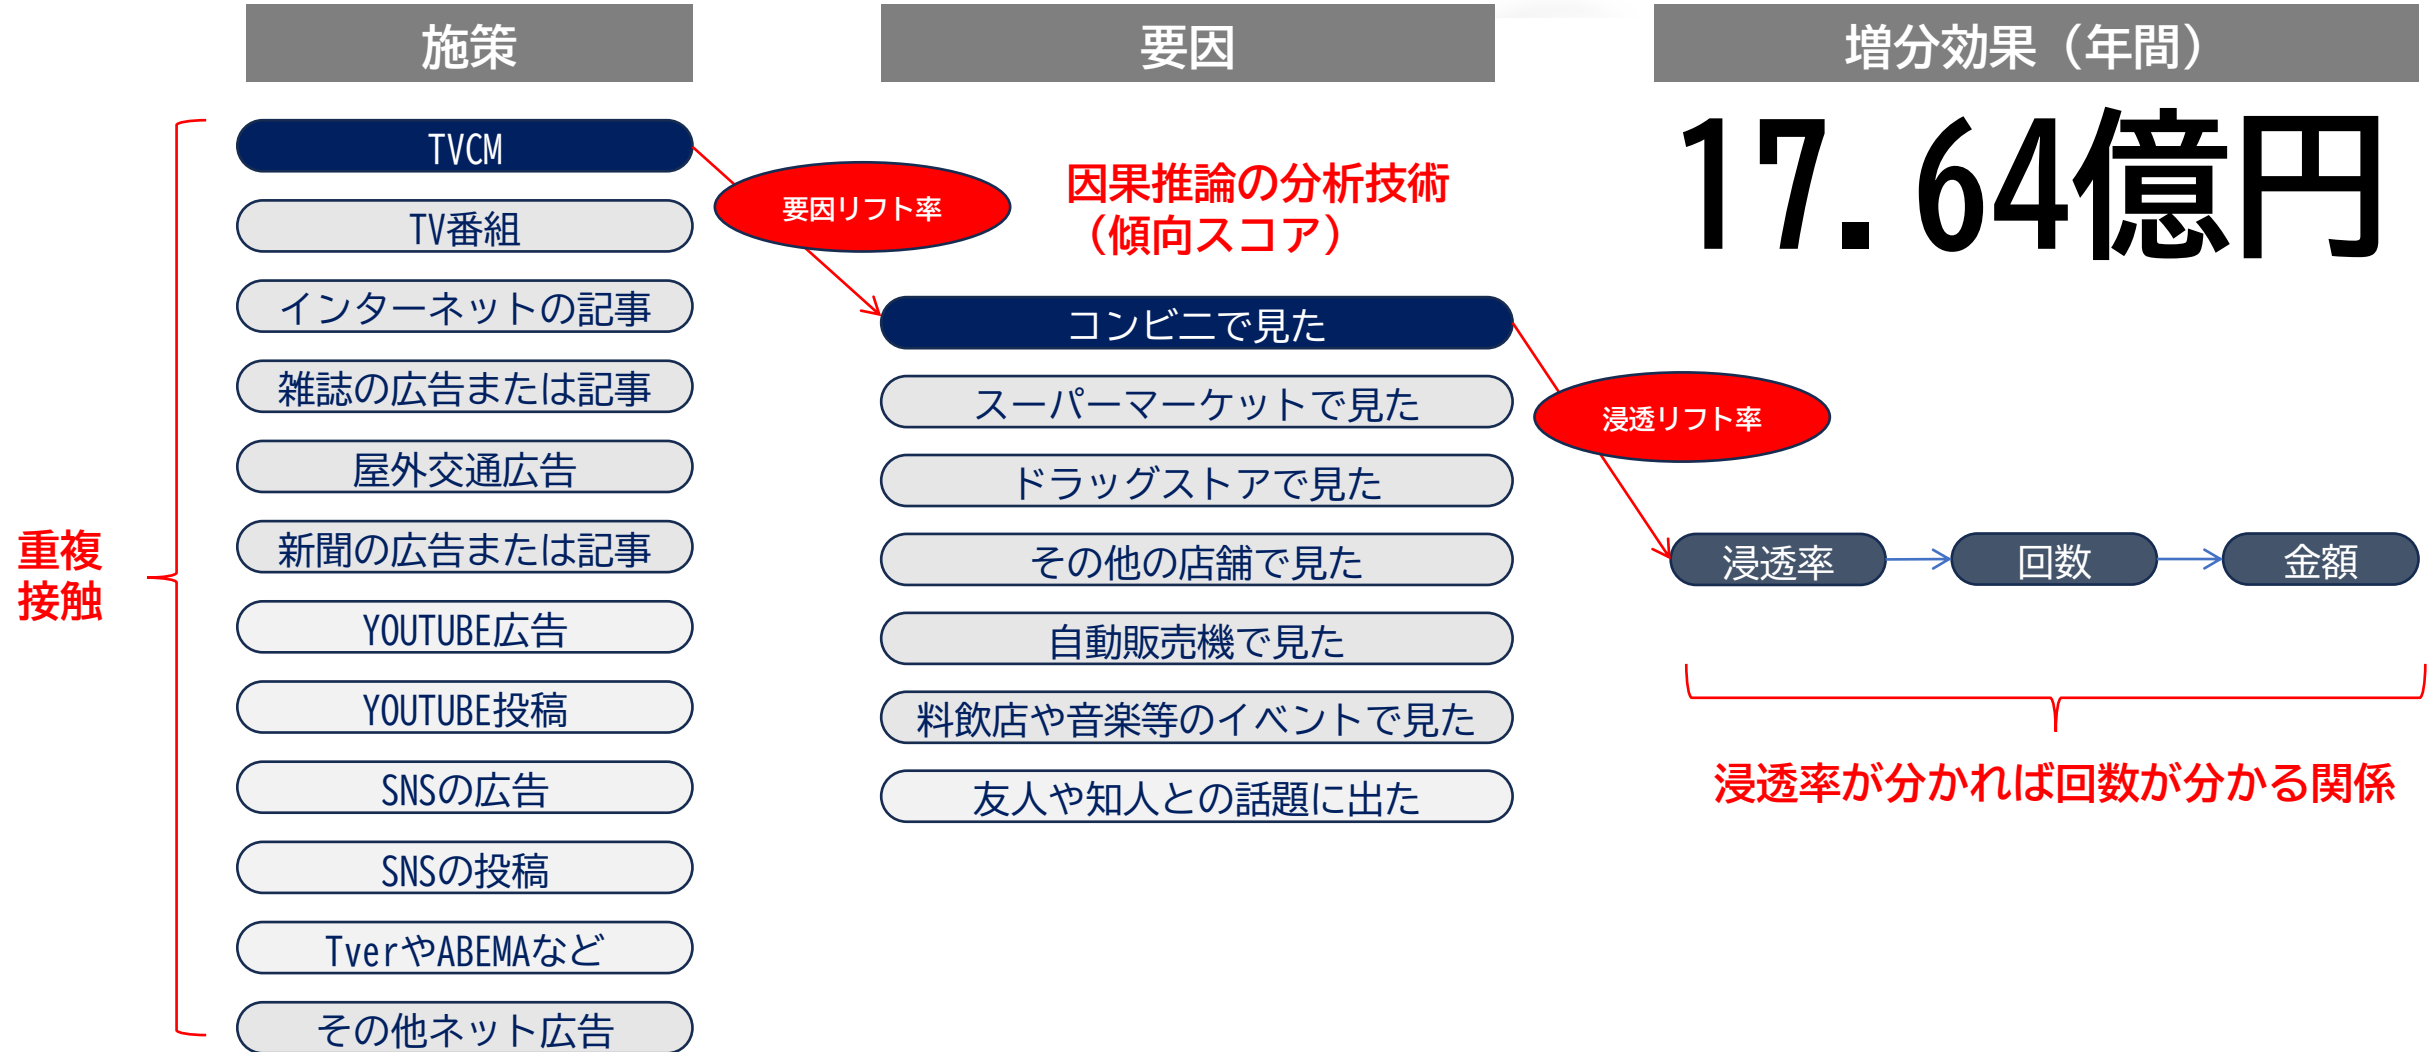 施策
要因
増分効果（年間）
重複
接触
TVCM
TV番組
インターネットの記事
雑誌の広告または記事
屋外交通広告
新聞の広告または記事
YOUTUBE広告
YOUTUBE投稿
SNSの広告
SNSの投稿
TverやABEMAなど
その他ネット広告
要因リフト率
因果推論の分析技術
（傾向スコア）
コンビニで見た
スーパーマーケットで見た
ドラッグストアで見た
その他の店舗で見た
自動販売機で見た
料飲店や音楽等のイベントで見た
友人や知人との話題に出た
浸透リフト率
17.64億円
浸透率
回数
金額
浸透率が分かれば回数が分かる関係